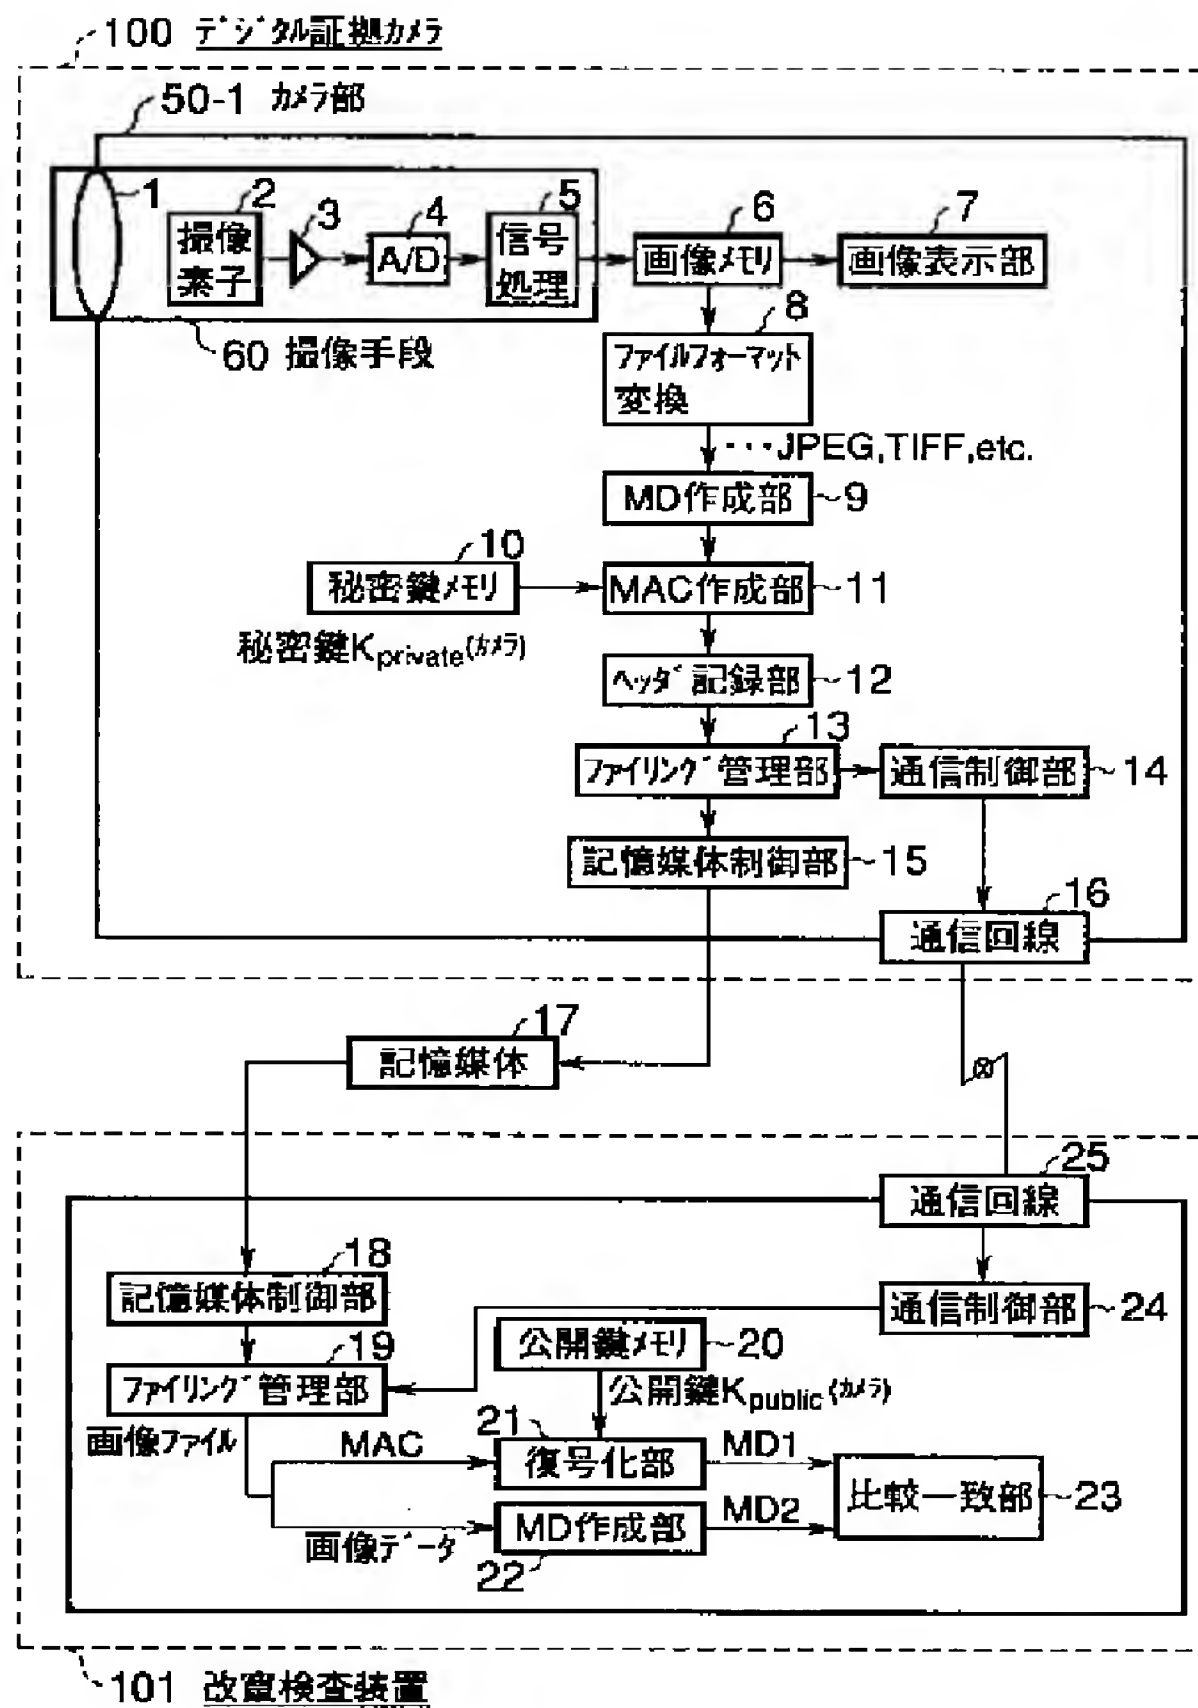 100 デジタル証拠カメラ
50-1 カメラ部
1
2
3
4
5
6
7
撮像
素子
A/D
信号
処理
画像メモリ
画像表示部
60 撮像手段
8
ファイルフォーマット
変換
・・・JPEG,TIFF,etc.
MD作成部
9
10
秘密鍵メモリ
MAC作成部
11
秘密鍵Kprivate(カメラ)
ヘッダ記録部
12
13
ファイリング管理部
通信制御部
14
記憶媒体制御部
15
16
通信回線
17
記憶媒体
25
通信回線
18
記憶媒体制御部
通信制御部
24
19
公開鍵メモリ
20
ファイリング管理部
公開鍵Kpublic(カメラ)
画像ファイル
MAC
21
復号化部
MD1
比較一致部
23
画像データ
MD作成部
MD2
22
101 改竄検査装置